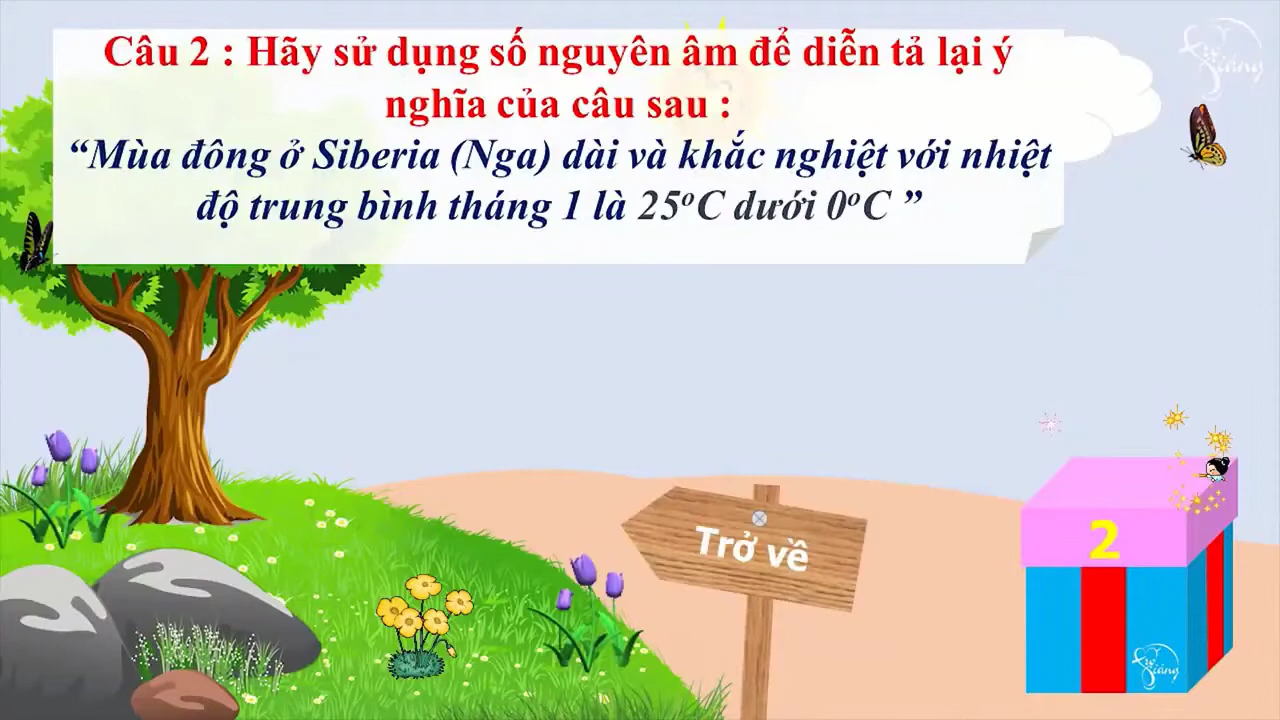 Câu 2 : Hãy sử dụng số nguyên âm để diễn tả lại ý
nghĩa của câu sau :
“Mùa đông ở Siberia (Nga) dài và khắc nghiệt với nhiệt
độ trung bình tháng 1 là 25ºC dưới 0ºC ”
Trở về
2